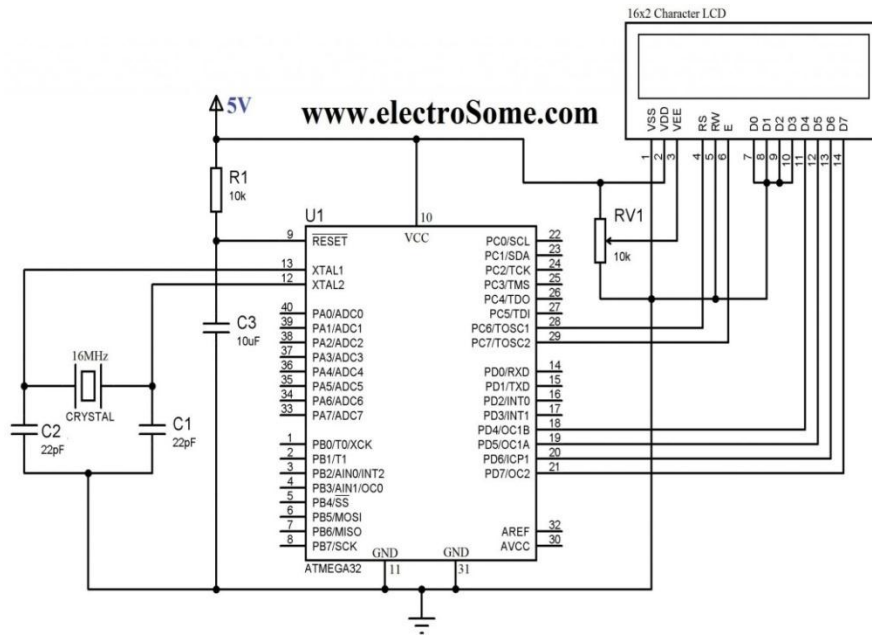 16x2 Character LCD
5V
www.electroSome.com
VSS VDD VEE RS RW E D0 D1 D2 D3 D4 D5 D6 D7
1 2 3 4 5 6 7 8 9 10 11 12 13 14
R1
10k
RV1
10k
U1
10
VCC
9 RESET
13 XTAL1
12 XTAL2
40 PA0/ADC0
39 PA1/ADC1
38 PA2/ADC2
37 PA3/ADC3
36 PA4/ADC4
35 PA5/ADC5
34 PA6/ADC6
33 PA7/ADC7
1 PB0/T0/XCK
2 PB1/T1
3 PB2/AIN0/INT2
4 PB3/AIN1/OC0
5 PB4/SS
6 PB5/MOSI
7 PB6/MISO
8 PB7/SCK
PC0/SCL 22
PC1/SDA 23
PC2/TCK 24
PC3/TMS 25
PC4/TDO 26
PC5/TDI 27
PC6/TOSC1 28
PC7/TOSC2 29
PD0/RXD 14
PD1/TXD 15
PD2/INT0 16
PD3/INT1 17
PD4/OC1B 18
PD5/OC1A 19
PD6/ICP1 20
PD7/OC2 21
AREF 32
AVCC 30
GND GND
ATMEGA32 11 31
C3
10uF
16MHz
CRYSTAL
C2
22pF
C1
22pF